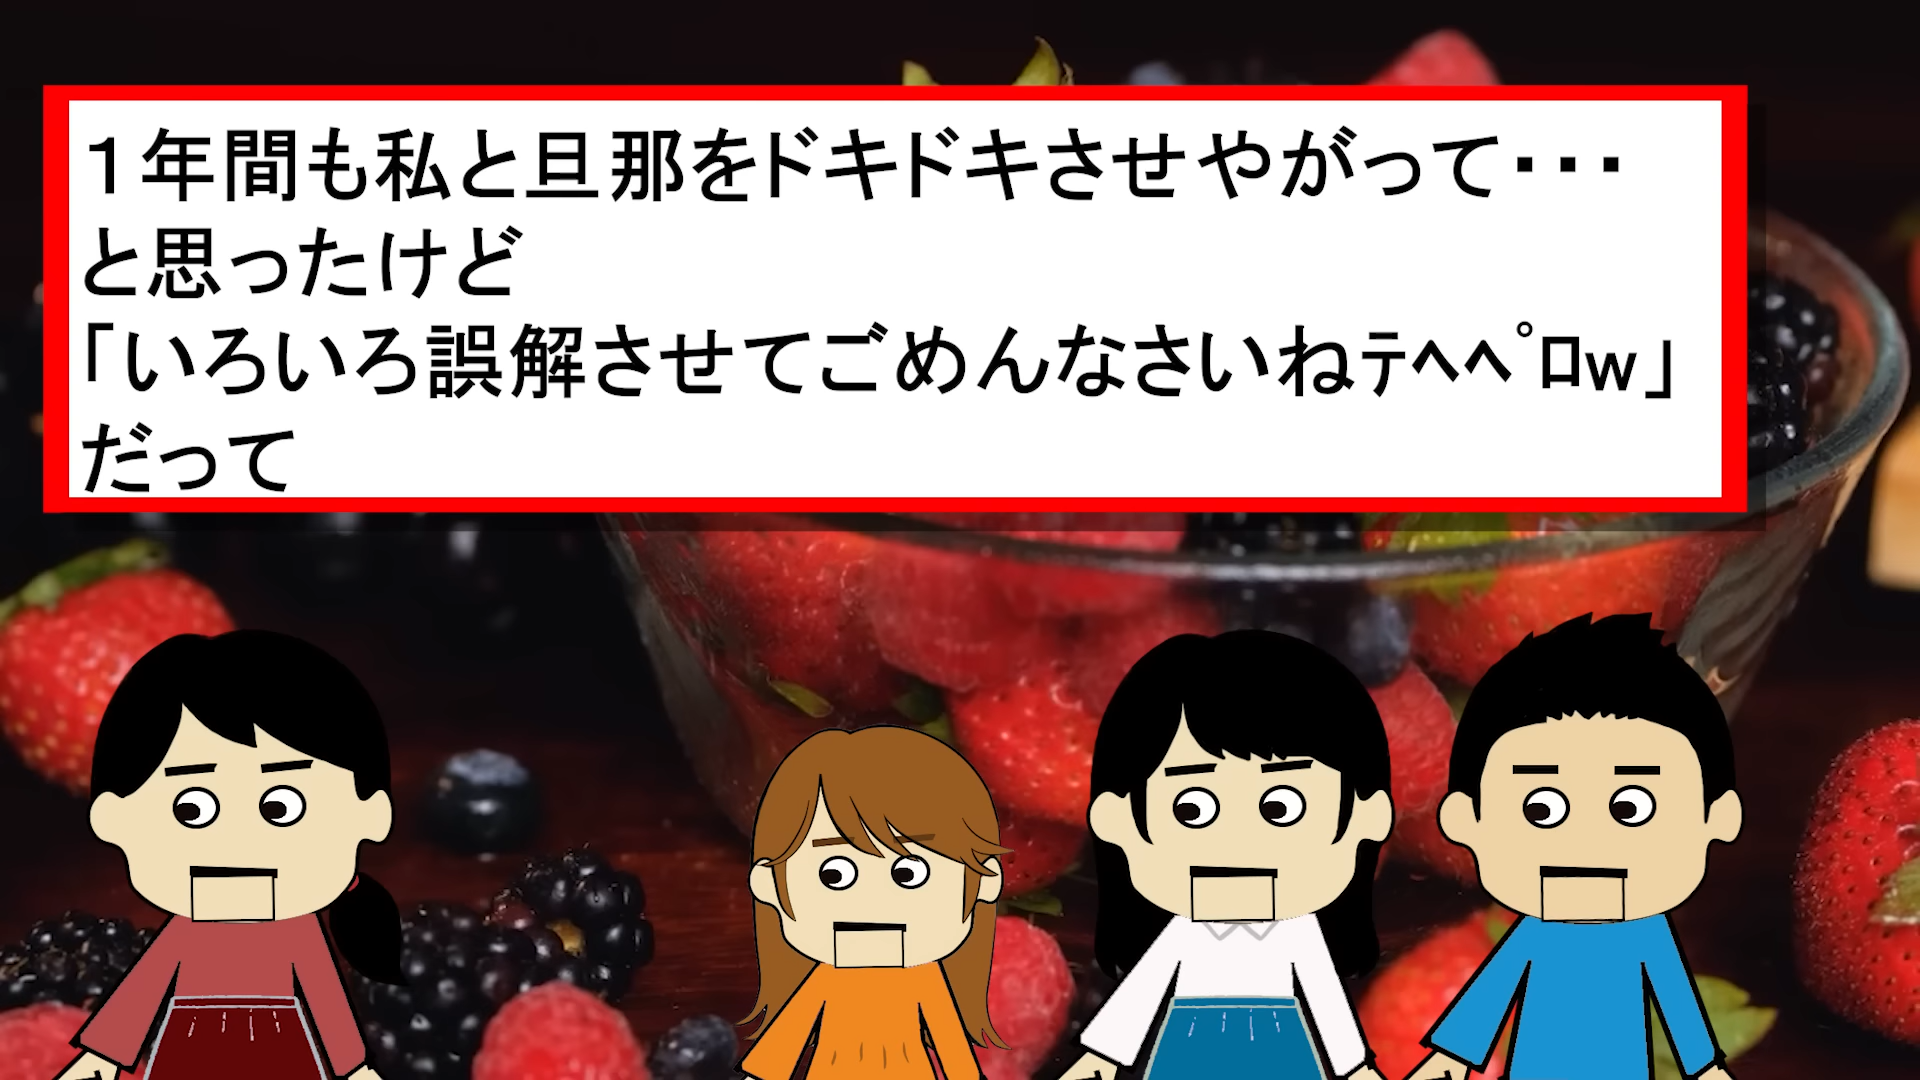 １年間も私と旦那をドキドキさせやがって・・・
と思ったけど
「いろいろ誤解させてごめんなさいねﾃへペﾛw」
だって